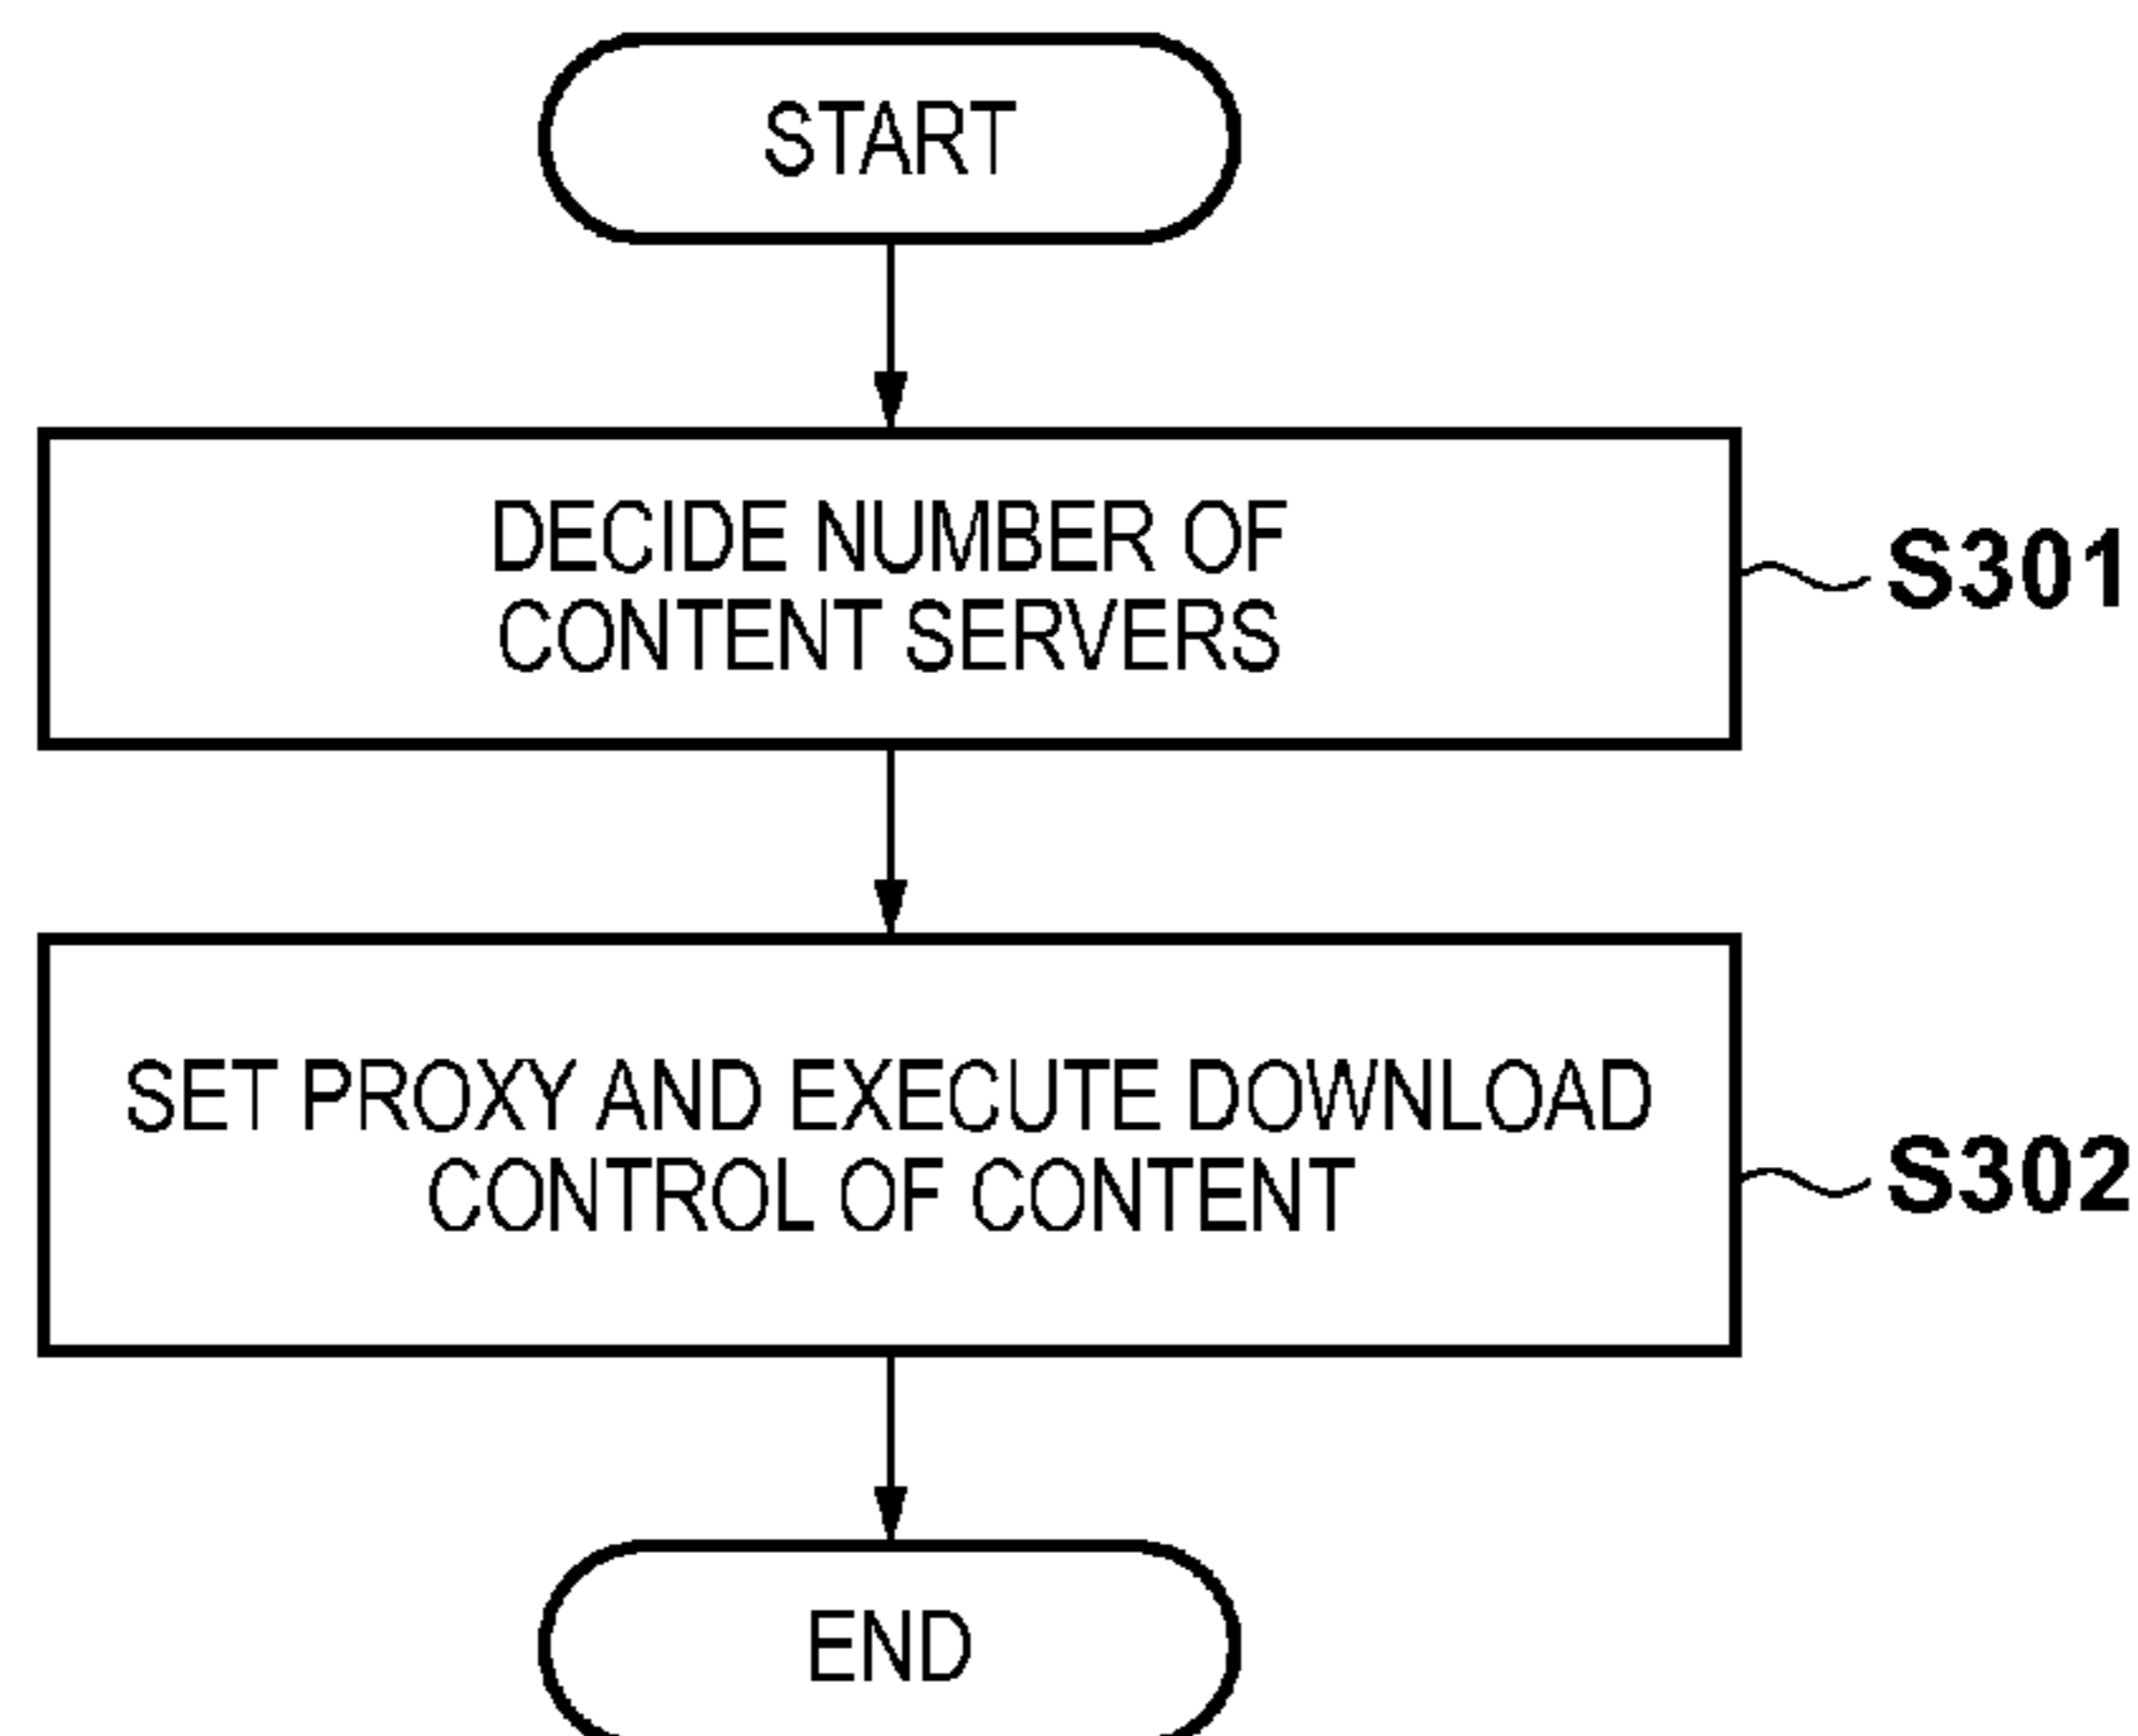 START
DECIDE NUMBER OF
CONTENT SERVERS
S301
SET PROXY AND EXECUTE DOWNLOAD
CONTROL OF CONTENT
S302
END